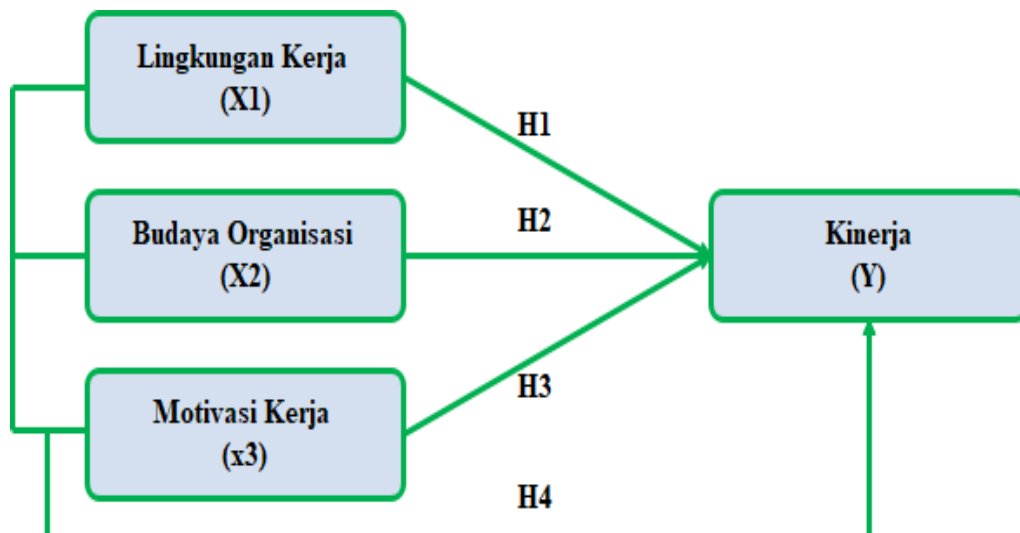 Lingkungan Kerja
(X1)
H1
Budaya Organisasi
(X2)
H2
Kinerja
(Y)
Motivasi Kerja
(x3)
H3
H4